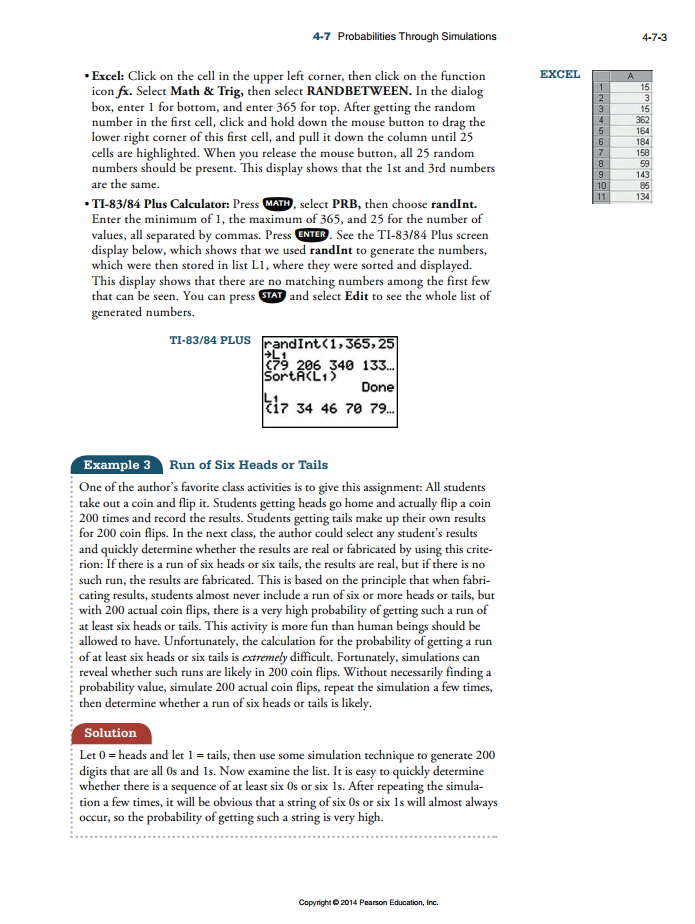 4-7 Probabilities Through Simulations
4-7-3
• Excel: Click on the cell in the upper left corner, then click on the function
icon fx. Select Math & Trig, then select RANDBETWEEN. In the dialog
box, enter 1 for bottom, and enter 365 for top. After getting the random
number in the first cell, click and hold down the mouse button to drag the
lower right corner of this first cell, and pull it down the column until 25
cells are highlighted. When you release the mouse button, all 25 random
numbers should be present. This display shows that the 1st and 3rd numbers
are the same.
EXCEL
A
1 15
2 3
3 15
4 362
5 164
6 184
7 158
8 59
9 143
10 85
11 134
• TI-83/84 Plus Calculator: Press MATH, select PRB, then choose randInt.
Enter the minimum of 1, the maximum of 365, and 25 for the number of
values, all separated by commas. Press ENTER. See the TI-83/84 Plus screen
display below, which shows that we used randInt to generate the numbers,
which were then stored in list L1, where they were sorted and displayed.
This display shows that there are no matching numbers among the first few
that can be seen. You can press STAT and select Edit to see the whole list of
generated numbers.
TI-83/84 PLUS
randInt(1,365,25
→L1
{79 206 340 133…
SortA(L1)
Done
L1
{17 34 46 70 79…
Example 3 Run of Six Heads or Tails
One of the author's favorite class activities is to give this assignment: All students
take out a coin and flip it. Students getting heads go home and actually flip a coin
200 times and record the results. Students getting tails make up their own results
for 200 coin flips. In the next class, the author could select any student's results
and quickly determine whether the results are real or fabricated by using this crite-
rion: If there is a run of six heads or six tails, the results are real, but if there is no
such run, the results are fabricated. This is based on the principle that when fabri-
cating results, students almost never include a run of six or more heads or tails, but
with 200 actual coin flips, there is a very high probability of getting such a run of
at least six heads or tails. This activity is more fun than human beings should be
allowed to have. Unfortunately, the calculation for the probability of getting a run
of at least six heads or six tails is extremely difficult. Fortunately, simulations can
reveal whether such runs are likely in 200 coin flips. Without necessarily finding a
probability value, simulate 200 actual coin flips, repeat the simulation a few times,
then determine whether a run of six heads or tails is likely.
Solution
Let 0 = heads and let 1 = tails, then use some simulation technique to generate 200
digits that are all 0s and 1s. Now examine the list. It is easy to quickly determine
whether there is a sequence of at least six 0s or six 1s. After repeating the simula-
tion a few times, it will be obvious that a string of six 0s or six 1s will almost always
occur, so the probability of getting such a string is very high.
Copyright © 2014 Pearson Education, Inc.